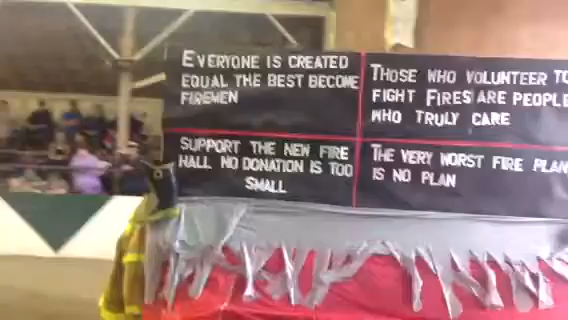 EVERYONE IS CREATED
EQUAL THE BEST BECOME
FIREMEN
THOSE WHO VOLUNTEER TO
FIGHT FIRES ARE PEOPLE
WHO TRULY CARE
SUPPORT THE NEW FIRE
HALL NO DONATION IS TOO
SMALL
THE VERY WORST FIRE PLAN
IS NO PLAN